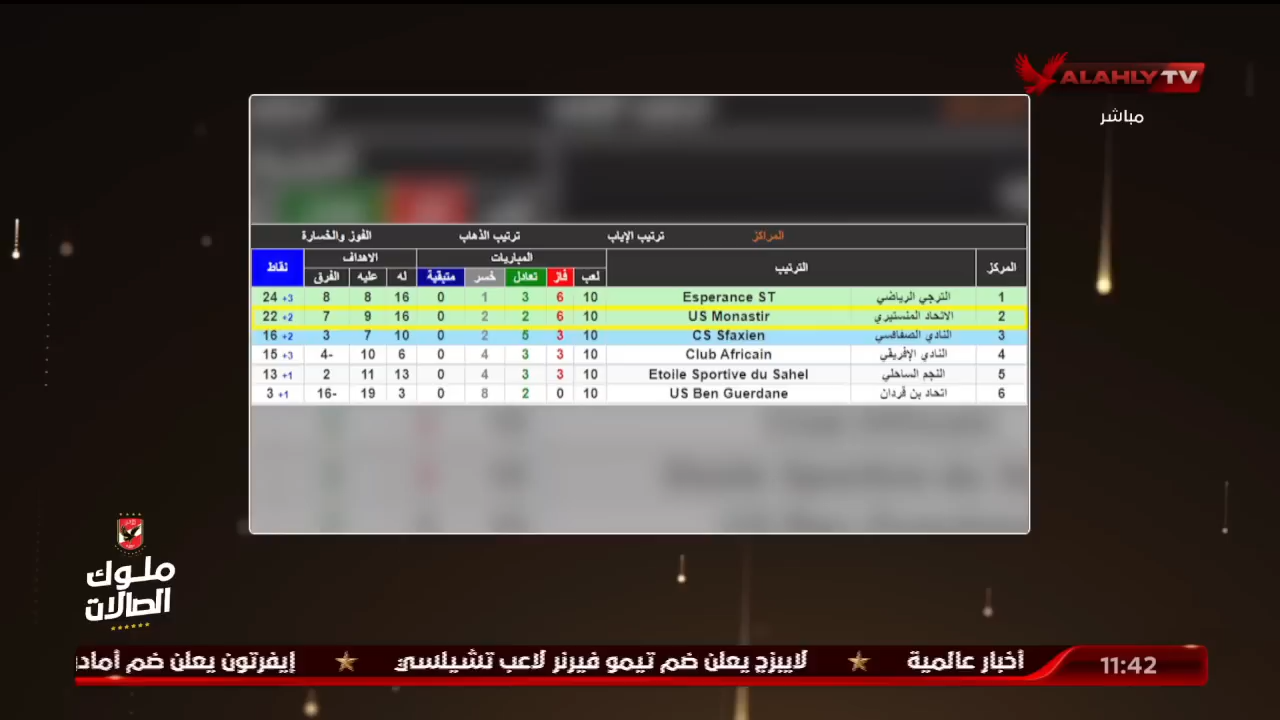 ALAHLY TV
مباشر
المراكز ترتيب الإياب ترتيب الذهاب الفوز والخسارة
المركز الترتيب المباريات الاهداف نقاط
لعب فاز تعادل خسر متبقية له عليه الفرق
1 الترجي الرياضي Esperance ST 10 6 3 1 0 16 8 8 24 +3
2 الاتحاد المنستيري US Monastir 10 6 2 2 0 16 9 7 22 +2
3 النادي الصفاقسي CS Sfaxien 10 3 5 2 0 10 7 3 16 +2
4 النادي الإفريقي Club Africain 10 3 3 4 0 6 10 4- 15 +3
5 النجم الساحلي Etoile Sportive du Sahel 10 3 3 4 0 13 11 2 13 +1
6 اتحاد بن قردان US Ben Guerdane 10 0 2 8 0 3 19 16- 3 +1
ملوك
الصالات
11:42 أخبار عالمية لايبزج يعلن ضم تيمو فيرنر لاعب تشيلسي إيفرتون يعلن ضم أمادا